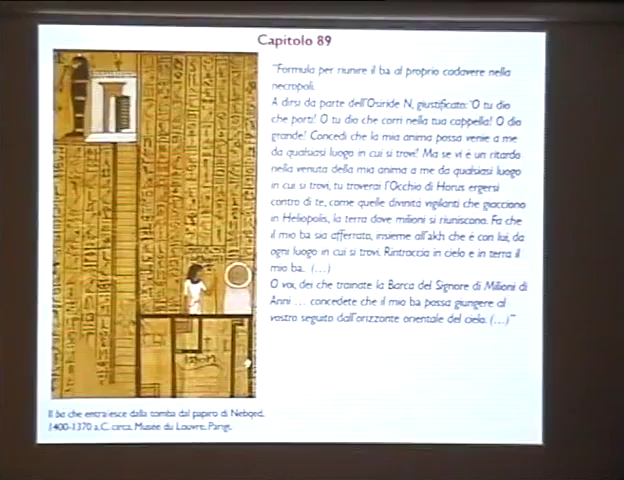 Capitolo 89
"Formula per riunire il ba al proprio cadavere nella
necropoli.
A dirsi da parte dell'Osiride N, giustificato: 'O tu dio
che porti! O tu dio che corri nella tua cappella! O dio
grande! Concedi che la mia anima possa venire a me
da qualsiasi luogo in cui si trovi! Ma se vi è un ritardo
nella venuta della mia anima a me da qualsiasi luogo
in cui si trovi, tu troverai l'Occhio di Horus ergersi
contro di te, come quelle divinità vigilanti che giacciono
in Heliopolis, la terra dove milioni si riuniscono. Fa che
il mio ba sia afferrato, insieme all'akh che è con lui, da
ogni luogo in cui si trovi. Rintraccia in cielo e in terra il
mio ba. (...)
O voi, dei che trainate la Barca del Signore di Milioni di
Anni ... concedete che il mio ba possa giungere al
vostro seguito dall'orizzonte orientale del cielo. (...)"
Il ba che entra/esce dalla tomba dal papiro di Nebqed,
1400-1370 a.C. circa, Musée du Louvre, Parigi.